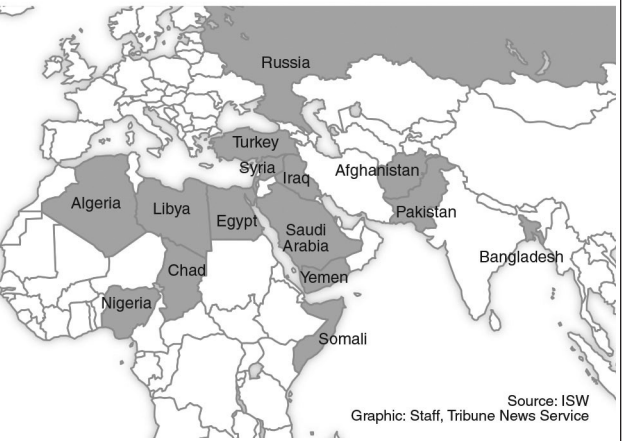 Russia
Turkey
Syria
Iraq
Afghanistan
Algeria
Libya
Egypt
Saudi
Arabia
Pakistan
Bangladesh
Chad
Yemen
Nigeria
Somali
Source: ISW
Graphic: Staff, Tribune News Service